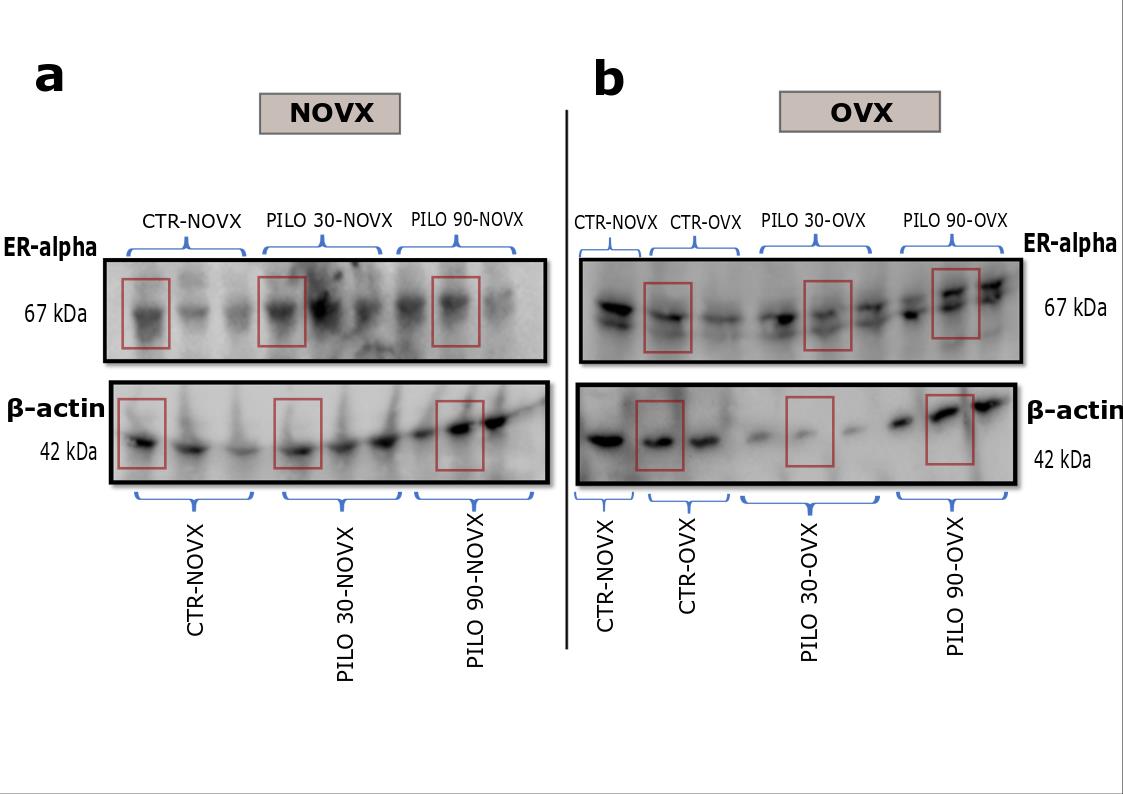 a
NOVX
CTR-NOVX PILO 30-NOVX PILO 90-NOVX
ER-alpha
67 kDa
β-actin
42 kDa
CTR-NOVX
PILO 30-NOVX
PILO 90-NOVX
b
OVX
CTR-NOVX CTR-OVX PILO 30-OVX PILO 90-OVX
ER-alpha
67 kDa
β-actin
42 kDa
CTR-NOVX
CTR-OVX
PILO 30-OVX
PILO 90-OVX